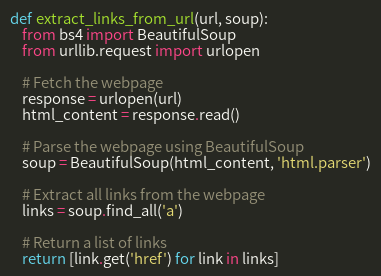 def extract_links_from_url(url, soup):
from bs4 import BeautifulSoup
from urllib.request import urlopen
# Fetch the webpage
response = urlopen(url)
html_content = response.read()
# Parse the webpage using BeautifulSoup
soup = BeautifulSoup(html_content, 'html.parser')
# Extract all links from the webpage
links = soup.find_all('a')
# Return a list of links
return [link.get('href') for link in links]